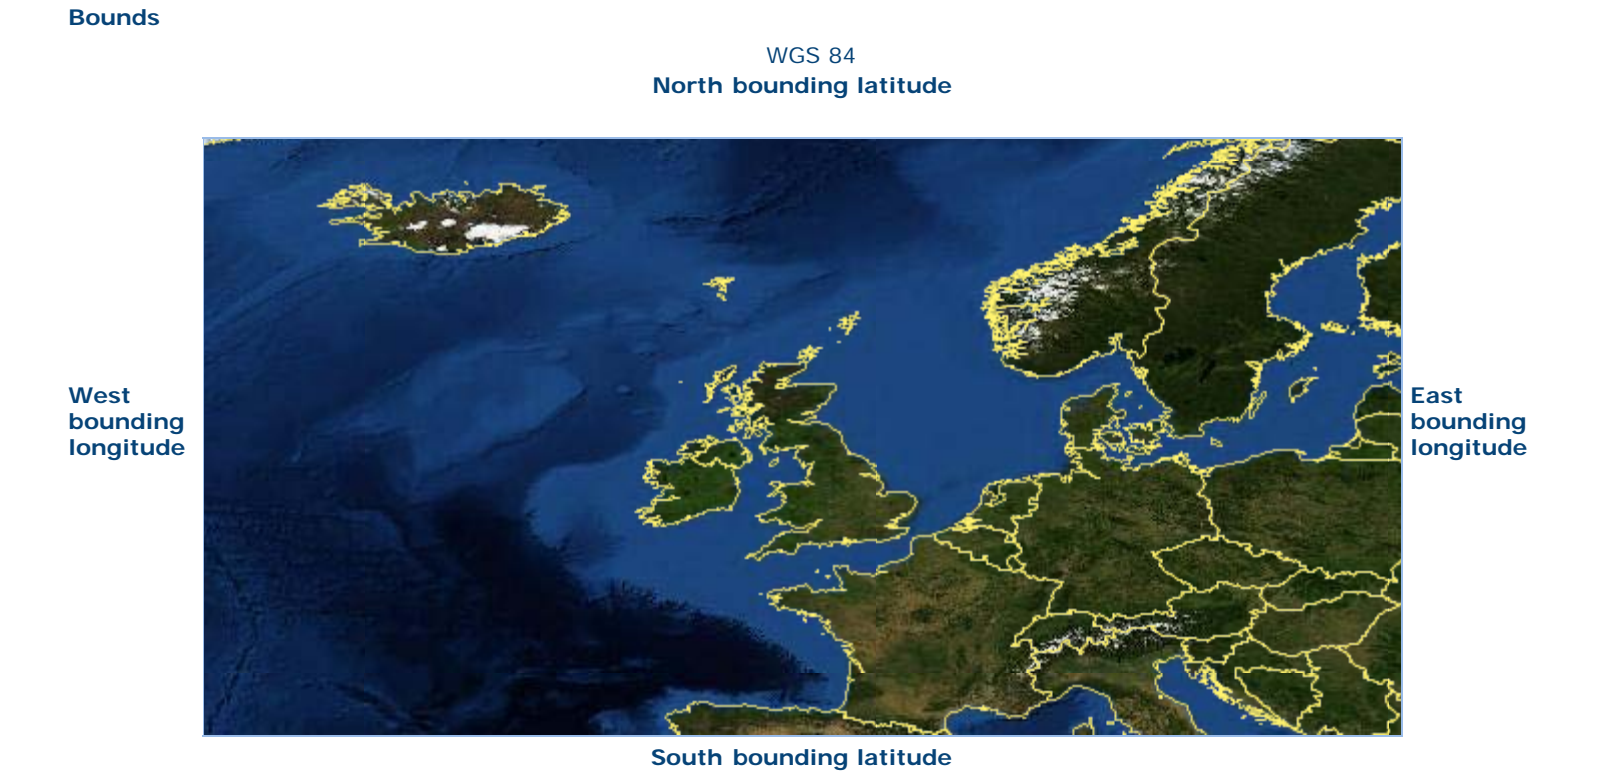 Bounds
WGS 84
North bounding latitude
West
bounding
longitude
East
bounding
longitude
South bounding latitude